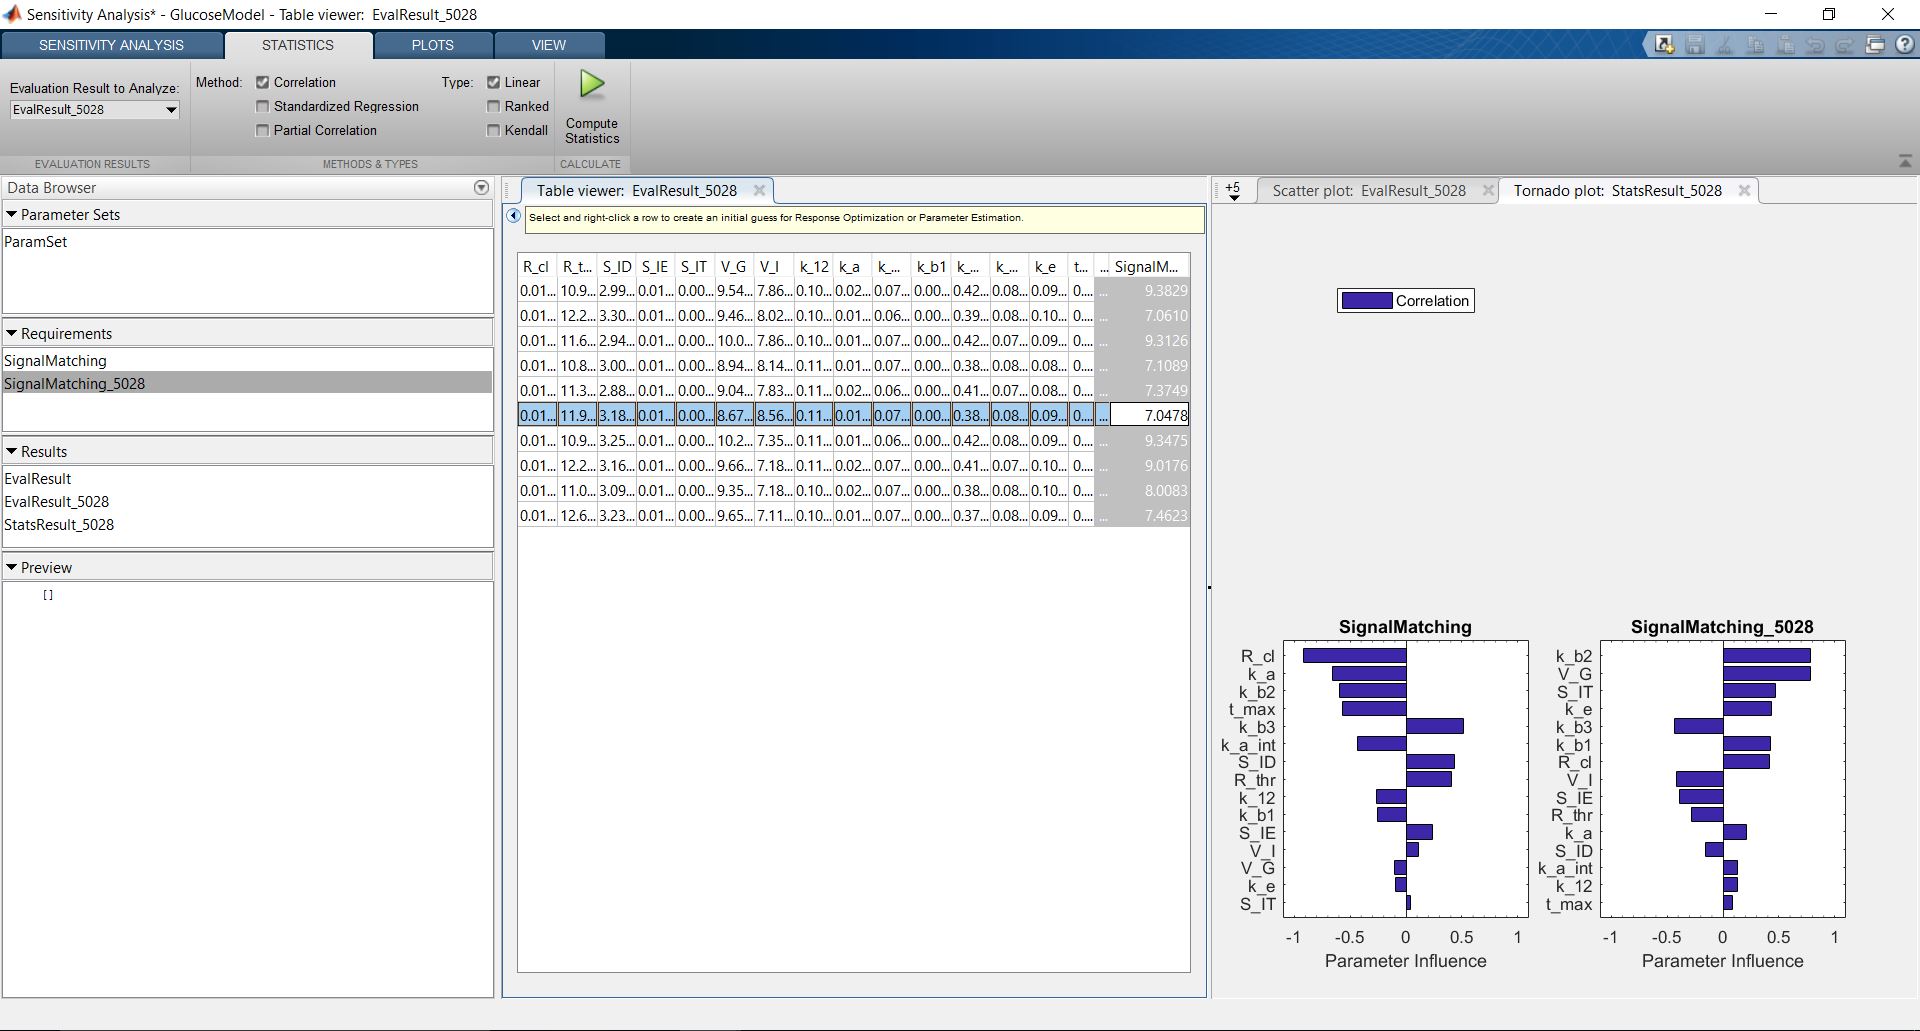 Sensitivity Analysis* - GlucoseModel - Table viewer: EvalResult_5028
SENSITIVITY ANALYSIS STATISTICS PLOTS VIEW
Evaluation Result to Analyze:
EvalResult_5028
EVALUATION RESULTS
Method: Correlation
Standardized Regression
Partial Correlation
Type: Linear
Ranked
Kendall
METHODS & TYPES
Compute
Statistics
CALCULATE
Data Browser
Parameter Sets
ParamSet
Requirements
SignalMatching
SignalMatching_5028
Results
EvalResult
EvalResult_5028
StatsResult_5028
Preview
[]
Table viewer: EvalResult_5028
Select and right-click a row to create an initial guess for Response Optimization or Parameter Estimation.
R_cl R_t... S_ID S_IE S_IT V_G V_I k_12 k_a k_... k_b1 k_... k_... k_e t... ... SignalM...
0.01... 10.9... 2.99... 0.01... 0.00... 9.54... 7.86... 0.10... 0.02... 0.07... 0.00... 0.42... 0.08... 0.09... 0.... ... 9.3829
0.01... 12.2... 3.30... 0.01... 0.00... 9.46... 8.02... 0.10... 0.01... 0.06... 0.00... 0.39... 0.08... 0.10... 0.... ... 7.0610
0.01... 11.6... 2.94... 0.01... 0.00... 10.0... 7.86... 0.10... 0.01... 0.07... 0.00... 0.42... 0.07... 0.09... 0.... ... 9.3126
0.01... 10.8... 3.00... 0.01... 0.00... 8.94... 8.14... 0.11... 0.01... 0.07... 0.00... 0.38... 0.08... 0.08... 0.... ... 7.1089
0.01... 11.3... 2.88... 0.01... 0.00... 9.04... 7.83... 0.11... 0.02... 0.06... 0.00... 0.41... 0.07... 0.08... 0.... ... 7.3749
0.01... 11.9... 3.18... 0.01... 0.00... 8.67... 8.56... 0.11... 0.01... 0.07... 0.00... 0.38... 0.08... 0.09... 0.... ... 7.0478
0.01... 10.9... 3.25... 0.01... 0.00... 10.2... 7.35... 0.11... 0.01... 0.06... 0.00... 0.42... 0.08... 0.09... 0.... ... 9.3475
0.01... 12.2... 3.16... 0.01... 0.00... 9.66... 7.18... 0.11... 0.02... 0.07... 0.00... 0.41... 0.07... 0.10... 0.... ... 9.0176
0.01... 11.0... 3.09... 0.01... 0.00... 9.35... 7.18... 0.10... 0.02... 0.07... 0.00... 0.38... 0.08... 0.10... 0.... ... 8.0083
0.01... 12.6... 3.23... 0.01... 0.00... 9.65... 7.11... 0.10... 0.01... 0.07... 0.00... 0.37... 0.08... 0.09... 0.... ... 7.4623
+5 Scatter plot: EvalResult_5028 Tornado plot: StatsResult_5028
Correlation
SignalMatching
R_cl
k_a
k_b2
t_max
k_b3
k_a_int
S_ID
R_thr
k_12
k_b1
S_IE
V_I
V_G
k_e
S_IT
-1 -0.5 0 0.5 1
Parameter Influence
SignalMatching_5028
k_b2
V_G
S_IT
k_e
k_b3
k_b1
R_cl
V_I
S_IE
R_thr
k_a
S_ID
k_a_int
k_12
t_max
-1 -0.5 0 0.5 1
Parameter Influence